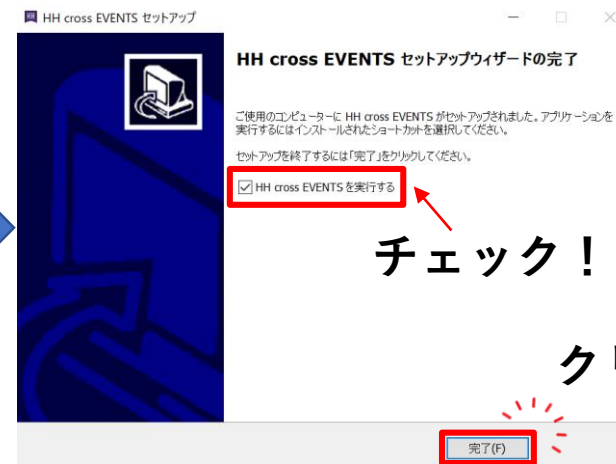 HH cross EVENTS セットアップ
HH cross EVENTS セットアップウィザードの完了
ご使用のコンピューターに HH cross EVENTS がセットアップされました。アプリケーションを
実行するにはインストールされたショートカットを選択してください。
セットアップを終了するには「完了」をクリックしてください。
HH cross EVENTS を実行する
チェック！
ク
完了(F)